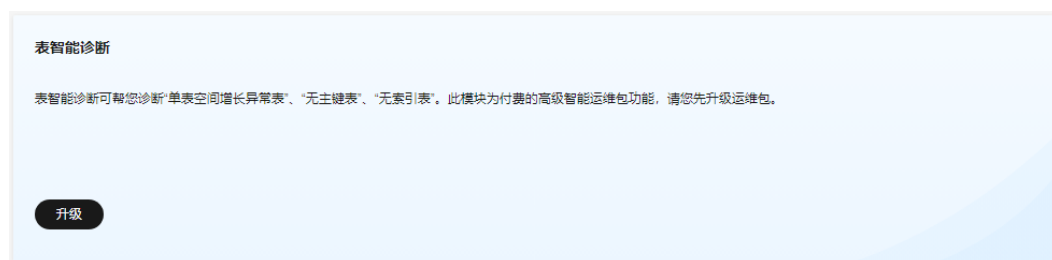 表智能诊断
表智能诊断可帮您诊断“单表空间增长异常表”、“无主键表”、“无索引表”。此模块为付费的高级智能运维包功能，请您先升级运维包。
升级